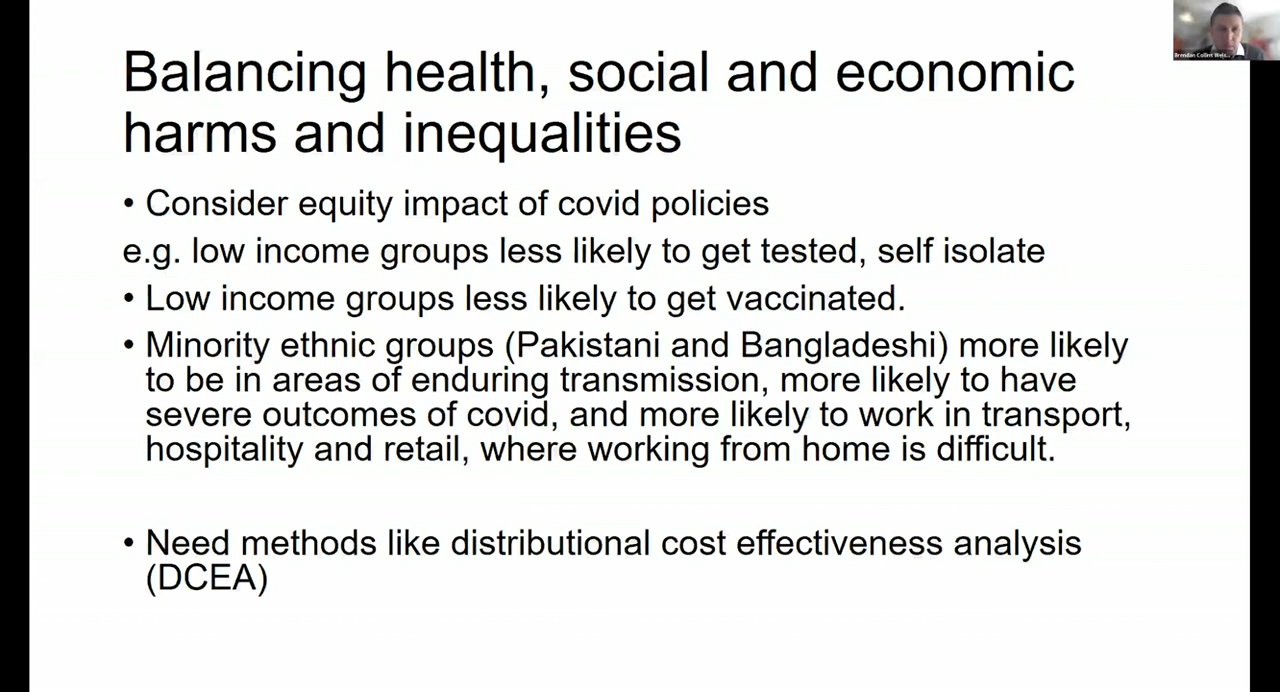 Balancing health, social and economic
harms and inequalities
• Consider equity impact of covid policies
e.g. low income groups less likely to get tested, self isolate
• Low income groups less likely to get vaccinated.
• Minority ethnic groups (Pakistani and Bangladeshi) more likely
to be in areas of enduring transmission, more likely to have
severe outcomes of covid, and more likely to work in transport,
hospitality and retail, where working from home is difficult.
• Need methods like distributional cost effectiveness analysis
(DCEA)
Brendan Collins